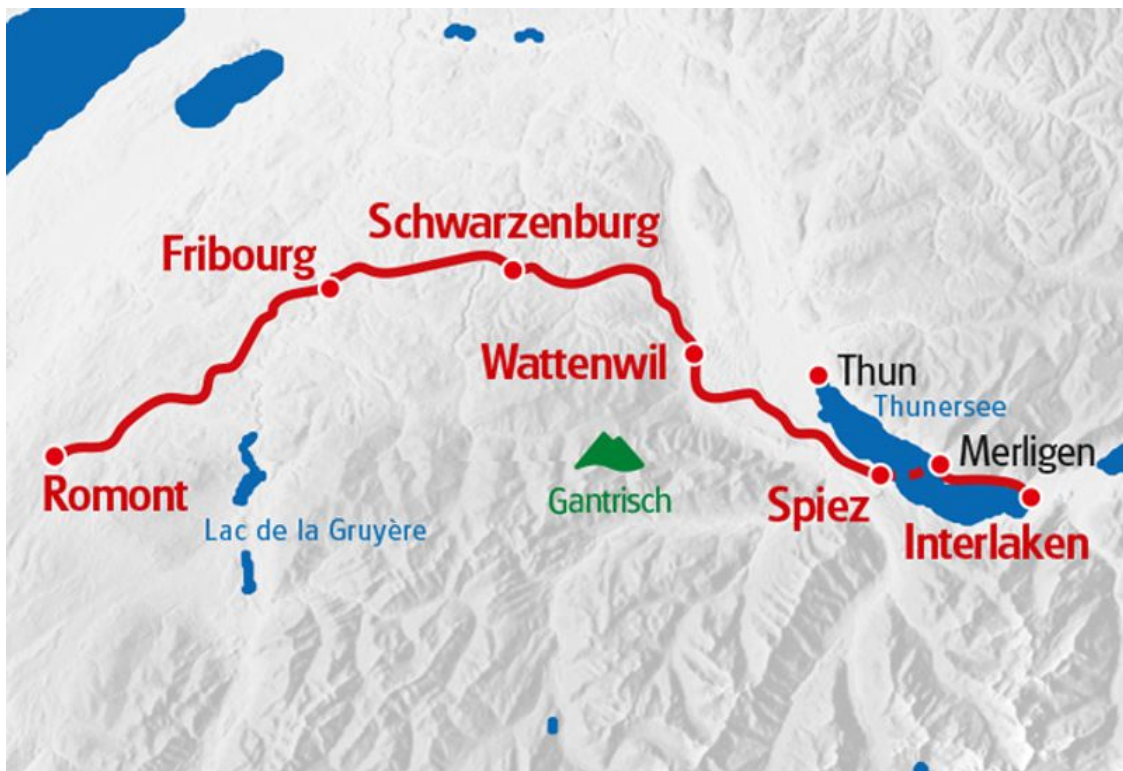 Schwarzenburg
Fribourg
Wattenwil
Thun
Thunersee
Merligen
Romont
Gantrisch
Spiez
Lac de la Gruyère
Interlaken